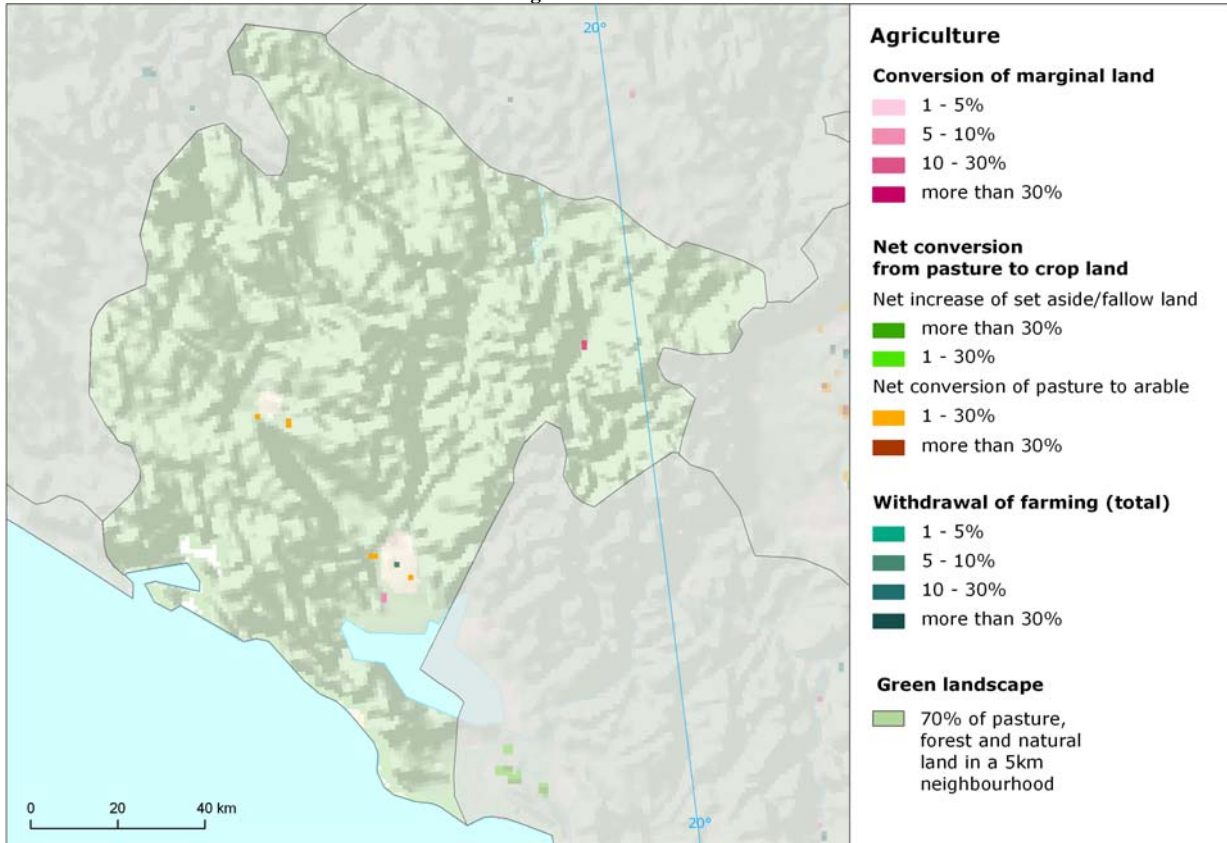 20°
20°
0 20 40 km
Agriculture
Conversion of marginal land
1 - 5%
5 - 10%
10 - 30%
more than 30%
Net conversion
from pasture to crop land
Net increase of set aside/fallow land
more than 30%
1 - 30%
Net conversion of pasture to arable
1 - 30%
more than 30%
Withdrawal of farming (total)
1 - 5%
5 - 10%
10 - 30%
more than 30%
Green landscape
70% of pasture,
forest and natural
land in a 5km
neighbourhood